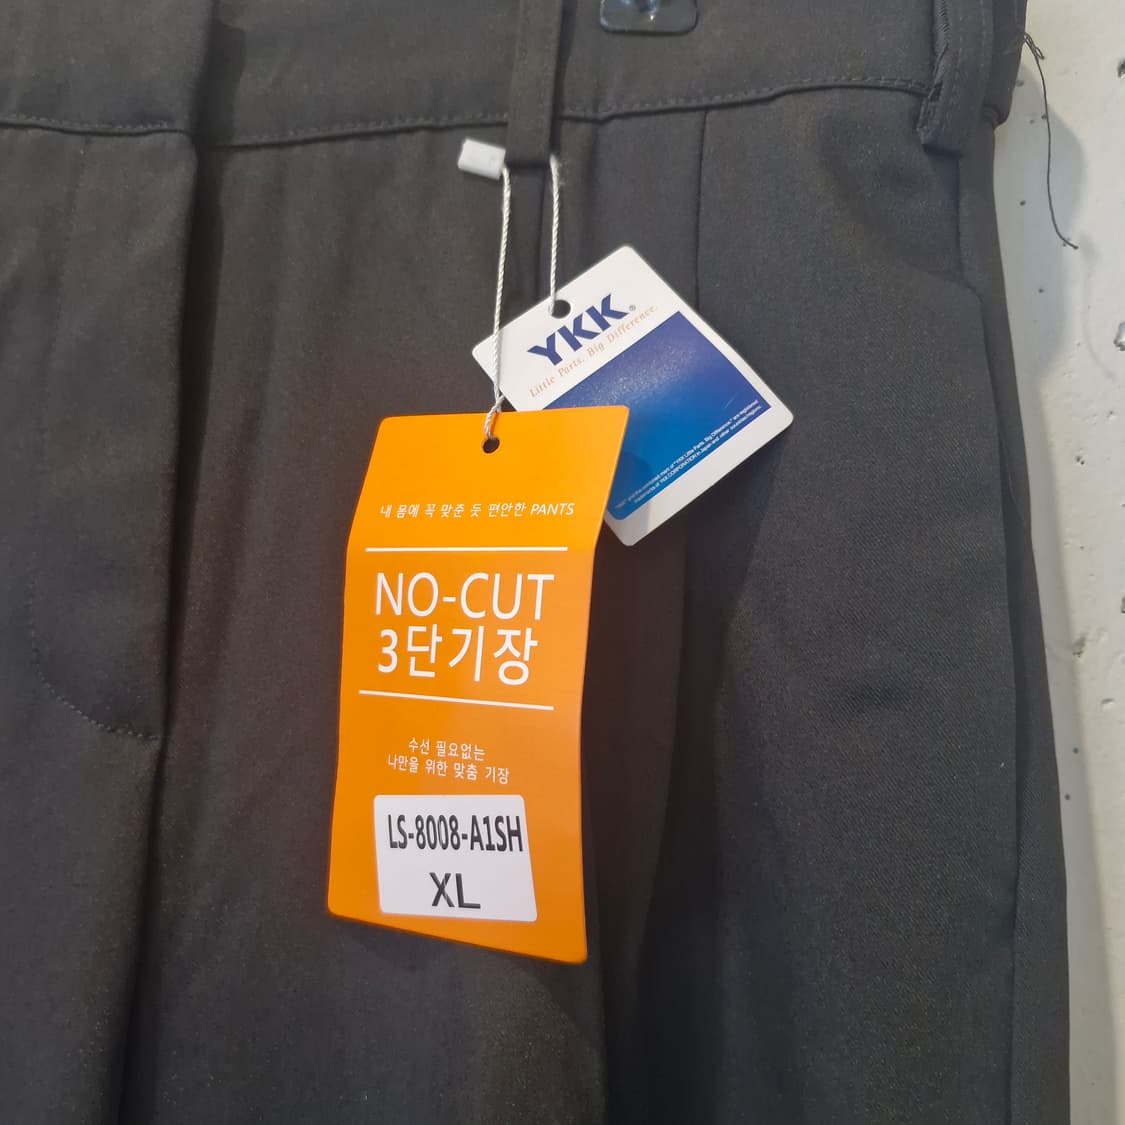 YKK®
Little Parts. Big Difference.
내 몸에 꼭 맞춘 듯 편안한 PANTS
NO-CUT
3단기장
수선 필요없는
나만을 위한 맞춤 기장
LS-8008-A1SH
XL